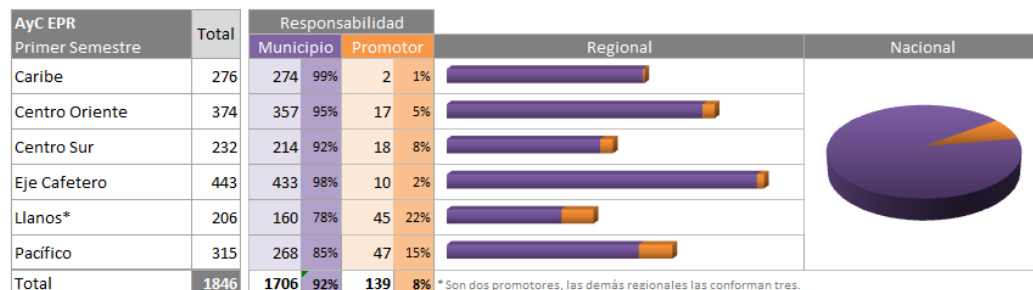 AyC EPR Total Responsabilidad
Primer Semestre Municipio Promotor Regional Nacional
Caribe 276 274 99% 2 1%
Centro Oriente 374 357 95% 17 5%
Centro Sur 232 214 92% 18 8%
Eje Cafetero 443 433 98% 10 2%
Llanos* 206 160 78% 45 22%
Pacífico 315 268 85% 47 15%
Total 1846 1706 92% 139 8% * Son dos promotores, las demás regionales las conforman tres.